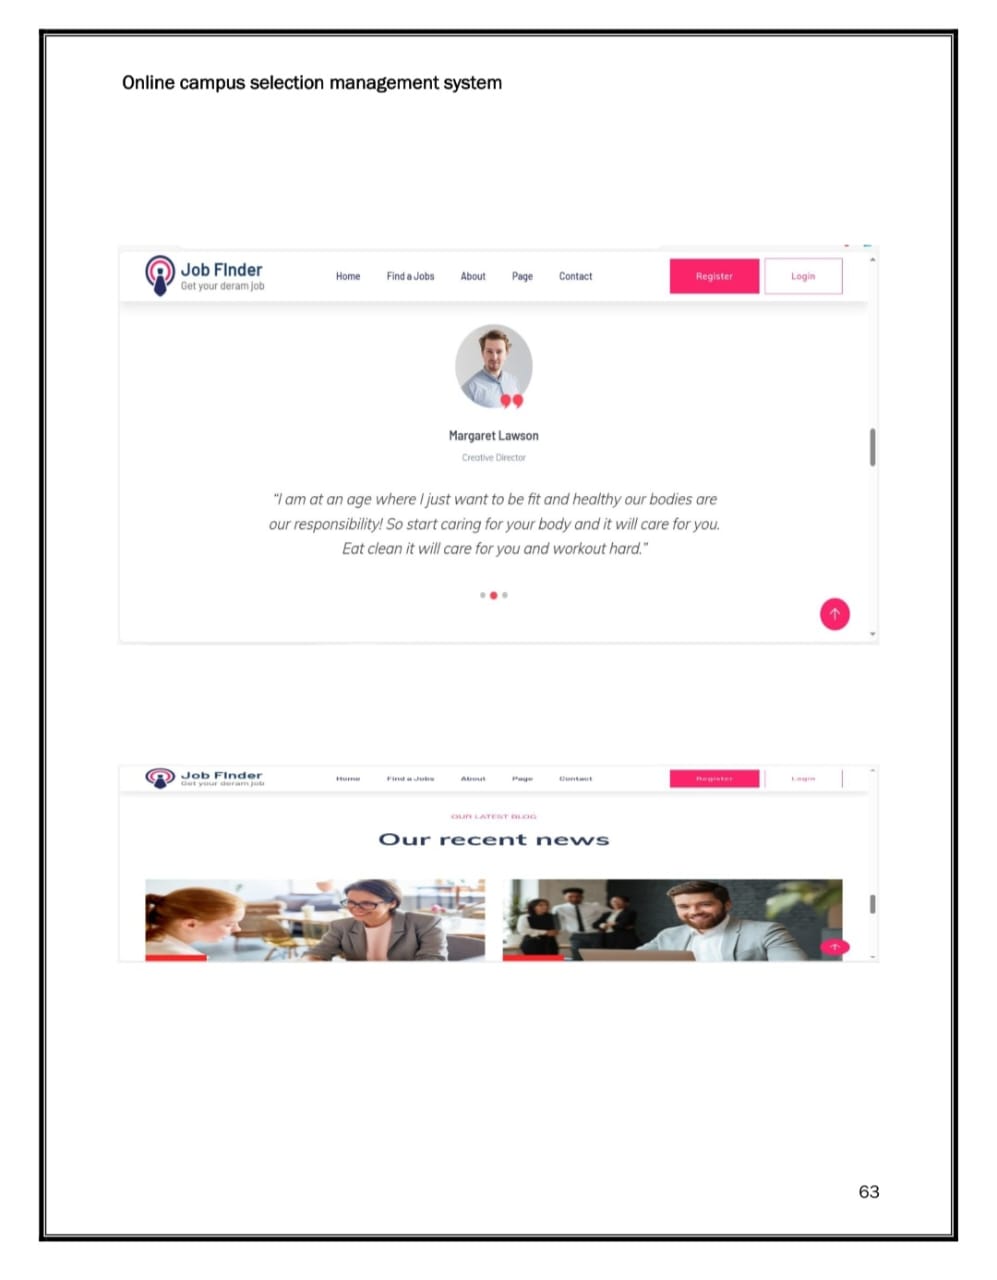 Online campus selection management system
Job FInder
Get your deram job
Home Find a Jobs About Page Contact Register Login
Margaret Lawson
Creative Director
“I am at an age where I just want to be fit and healthy our bodies are
our responsibility! So start caring for your body and it will care for you.
Eat clean it will care for you and workout hard.”
Job FInder
Get your deram job
Home Find a Jobs About Page Contact Register Login
OUR LATEST BLOG
Our recent news
63